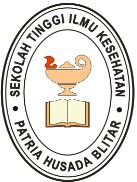 SEKOLAH TINGGI ILMU KESEHATAN
PATRIA HUSADA BLITAR